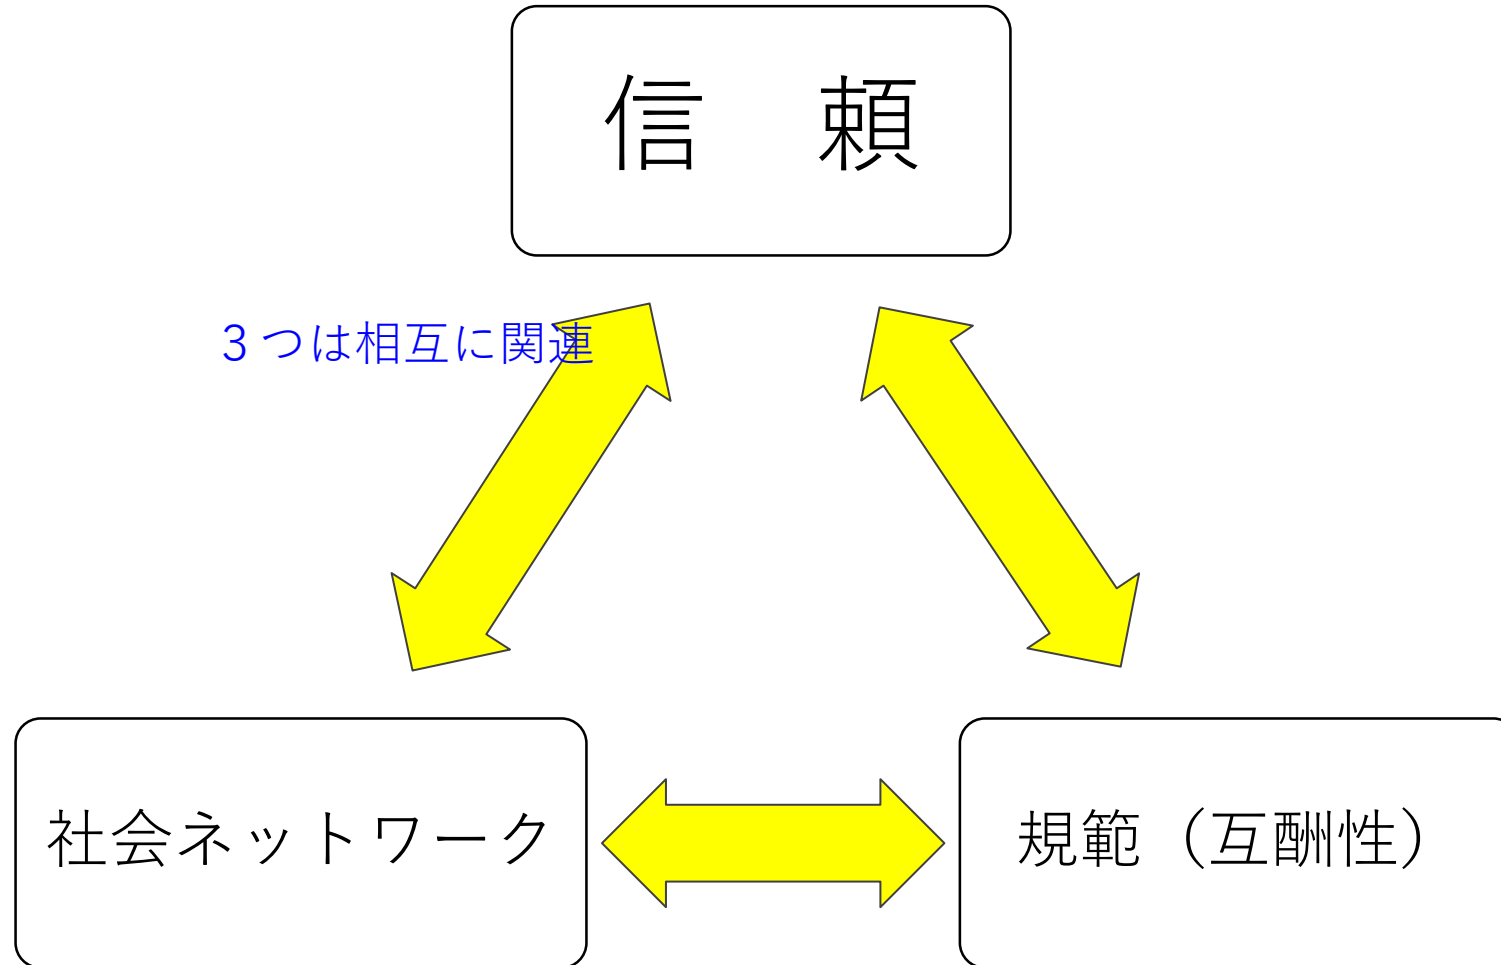 信　頼
３つは相互に関連
社会ネットワーク
規範（互酬性）